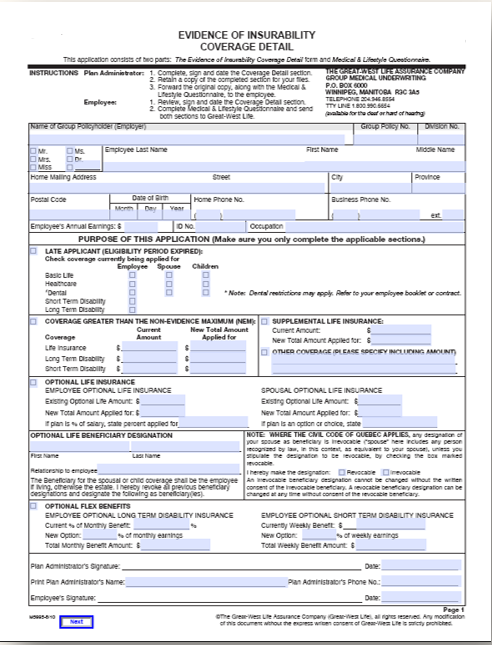 EVIDENCE OF INSURABILITY
COVERAGE DETAIL
This application consists of two parts: The Evidence of Insurability Coverage Detail form and Medical & Lifestyle Questionnaire.
INSTRUCTIONS Plan Administrator: 1. Complete, sign and date the Coverage Detail section.
2. Retain a copy of the completed section for your files.
3. Forward the original copy, along with the Medical &
Lifestyle Questionnaire, to the employee.
Employee: 1. Review, sign and date the Coverage Detail section.
2. Complete Medical & Lifestyle Questionnaire and send
both sections to Great-West Life.
THE GREAT-WEST LIFE ASSURANCE COMPANY
GROUP MEDICAL UNDERWRITING
P.O. BOX 6000
WINNIPEG, MANITOBA R3C 3A5
TELEPHONE 204.946.8554
TTY LINE 1.800.990.6654
(available for the deaf or hard of hearing)
Name of Group Policyholder (Employer) Group Policy No. Division No.
Mr. Ms. Employee Last Name First Name Middle Name
Mrs. Dr.
Miss
Home Mailing Address Street City Province
Postal Code Date of Birth Home Phone No. Business Phone No.
Month Day Year ( ) ( ) ext.
Employee's Annual Earnings: $ ID No. Occupation
PURPOSE OF THIS APPLICATION (Make sure you only complete the applicable sections.)
LATE APPLICANT (ELIGIBILITY PERIOD EXPIRED):
Check coverage currently being applied for
Employee Spouse Children
Basic Life
Healthcare
*Dental * Note: Dental restrictions may apply. Refer to your employee booklet or contract.
Short Term Disability
Long Term Disability
COVERAGE GREATER THAN THE NON-EVIDENCE MAXIMUM (NEM):
Current New Total Amount
Coverage Amount Applied for
Life Insurance $ $
Long Term Disability $ $
Short Term Disability $ $
SUPPLEMENTAL LIFE INSURANCE:
Current Amount: $
New Total Amount Applied for: $
OTHER COVERAGE (PLEASE SPECIFY INCLUDING AMOUNT)
OPTIONAL LIFE INSURANCE
EMPLOYEE OPTIONAL LIFE INSURANCE
Existing Optional Life Amount: $
New Total Amount Applied for: $
If plan is % of salary, state percent applied for
SPOUSAL OPTIONAL LIFE INSURANCE
Existing Optional Life Amount: $
New Total Amount Applied for: $
If plan is an option or choice, state
OPTIONAL LIFE BENEFICIARY DESIGNATION
First Name Last Name
Relationship to employee
The Beneficiary for the spousal or child coverage shall be the employee
if living, otherwise the estate. I hereby revoke all previous beneficiary
designations and designate the following as beneficiary(ies).
NOTE: WHERE THE CIVIL CODE OF QUEBEC APPLIES, any designation of
your spouse as beneficiary is irrevocable ("spouse" here includes any person
recognized by law, in this context, as equivalent to your spouse), unless you
stipulate the designation to be revocable, by checking the box marked
revocable.
I hereby make the designation: Revocable Irrevocable
An irrevocable beneficiary designation cannot be changed without the written
consent of the irrevocable beneficiary. A revocable beneficiary designation can be
changed at any time without consent of the revocable beneficiary.
OPTIONAL FLEX BENEFITS
EMPLOYEE OPTIONAL LONG TERM DISABILITY INSURANCE
Current % of Monthly Benefit: %
New Option: % of monthly earnings
Total Monthly Benefit Amount: $
EMPLOYEE OPTIONAL SHORT TERM DISABILITY INSURANCE
Currently Weekly Benefit: $
New Option: % of weekly earnings
Total Weekly Benefit Amount: $
Plan Administrator's Signature: Date:
Print Plan Administrator's Name: Plan Administrator's Phone No.:
Employee's Signature: Date:
Page 1
Next
©The Great-West Life Assurance Company (Great-West Life), all rights reserved. Any modification
of this document without the express written consent of Great-West Life is strictly prohibited.